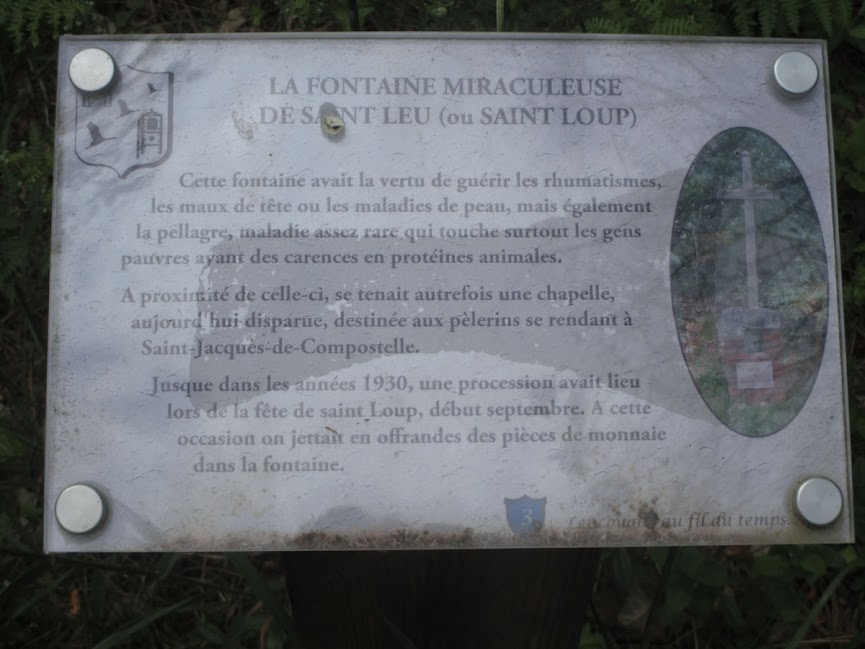 LA FONTAINE MIRACULEUSE
DE SAINT LEU (ou SAINT LOUP)
Cette fontaine avait la vertu de guérir les rhumatismes,
les maux de tête ou les maladies de peau, mais également
la pellagre, maladie assez rare qui touche surtout les gens
pauvres ayant des carences en protéines animales.
A proximité de celle-ci, se tenait autrefois une chapelle,
aujourd'hui disparue, destinée aux pèlerins se rendant à
Saint-Jacques-de-Compostelle.
Jusque dans les années 1930, une procession avait lieu
lors de la fête de saint Loup, début septembre. A cette
occasion on jettait en offrandes des pièces de monnaie
dans la fontaine.
3
au fil du temps